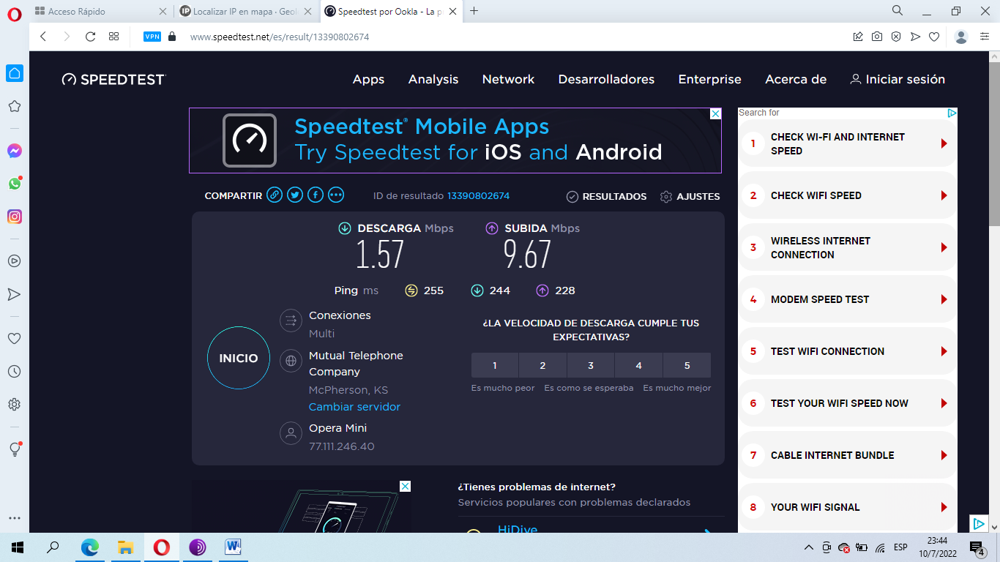 Acceso Rápido
IP Localizar IP en mapa · Geol
Speedtest por Ookla - La p
VPN
www.speedtest.net/es/result/13390802674
SPEEDTEST
Apps Analysis Network Desarrolladores Enterprise Acerca de Iniciar sesión
Speedtest® Mobile Apps
Try Speedtest for iOS and Android
COMPARTIR
ID de resultado 13390802674
RESULTADOS
AJUSTES
DESCARGA Mbps
1.57
SUBIDA Mbps
9.67
Ping ms 255 244 228
INICIO
Conexiones
Multi
Mutual Telephone
Company
McPherson, KS
Cambiar servidor
Opera Mini
77.111.246.40
¿LA VELOCIDAD DE DESCARGA CUMPLE TUS
EXPECTATIVAS?
1 2 3 4 5
Es mucho peor Es como se esperaba Es mucho mejor
¿Tienes problemas de internet?
Servicios populares con problemas declarados
HiDive
Search for
1 CHECK WI-FI AND INTERNET
SPEED
2 CHECK WIFI SPEED
3 WIRELESS INTERNET
CONNECTION
4 MODEM SPEED TEST
5 TEST WIFI CONNECTION
6 TEST YOUR WIFI SPEED NOW
7 CABLE INTERNET BUNDLE
8 YOUR WIFI SIGNAL
W
ESP
23:44
10/7/2022
4